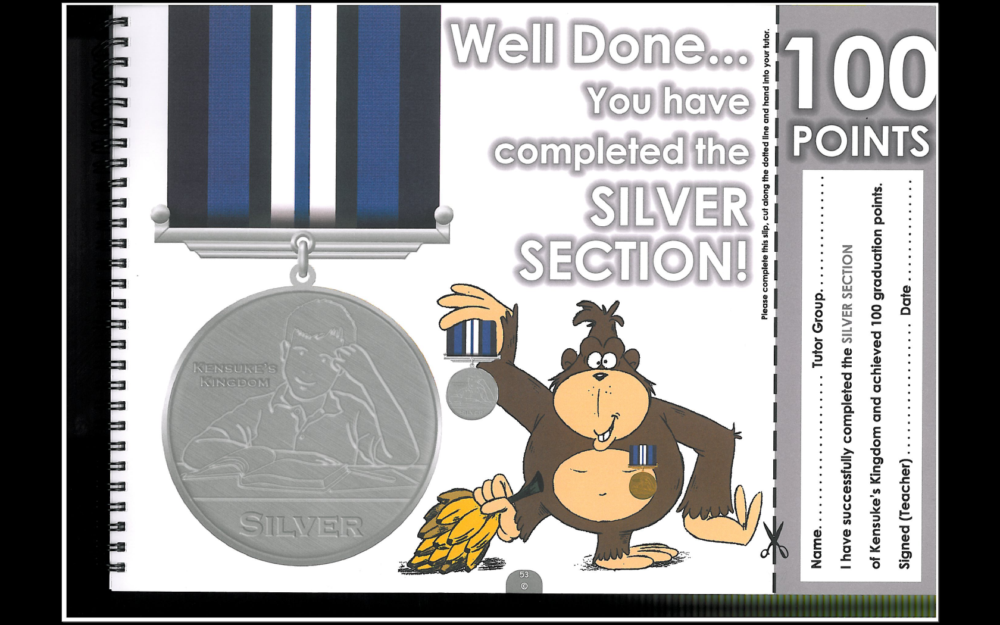 Well Done...
You have
completed the
SILVER
SECTION!
KENSUKE'S
KINGDOM
SILVER
SILVER
53
©
Please complete this slip, cut along the dotted line and hand into your tutor.
100
POINTS
Name........................ Tutor Group........................
I have successfully completed the SILVER SECTION
of Kensuke's Kingdom and achieved 100 graduation points.
Signed (Teacher)........................ Date........................